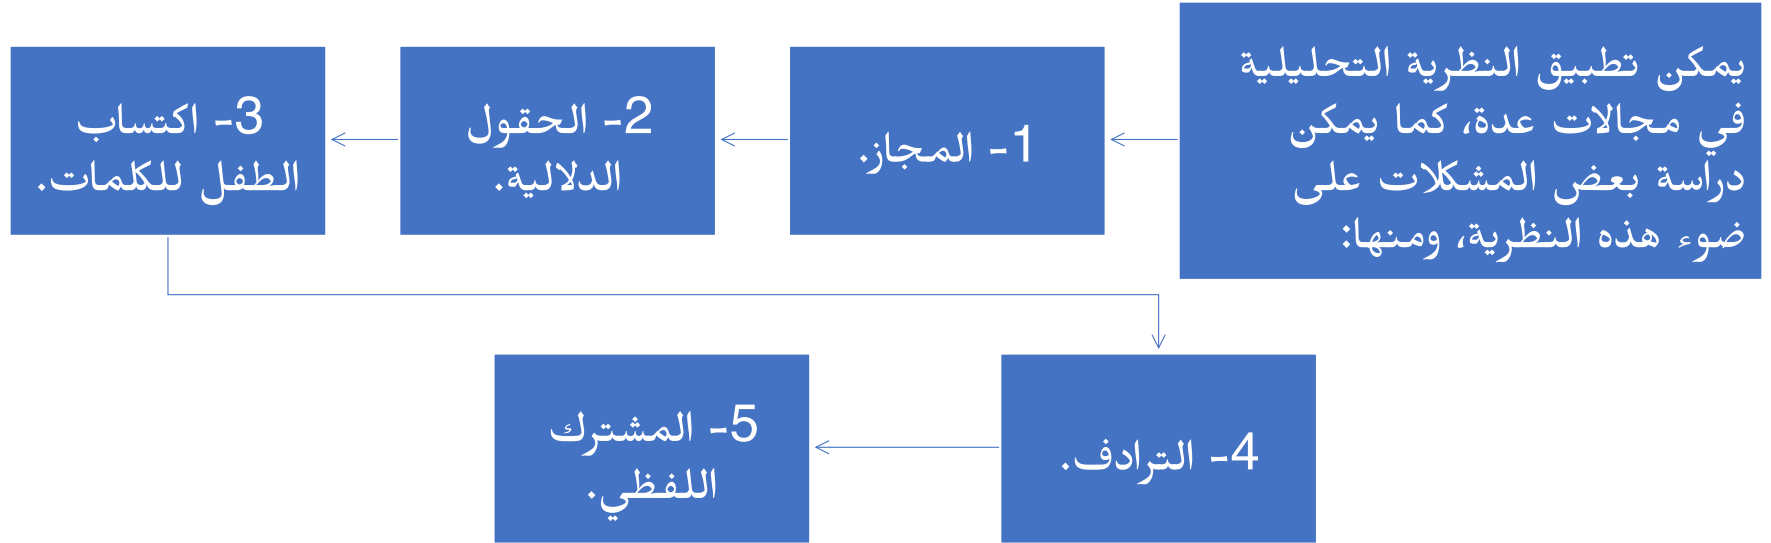 يمكن تطبيق النظرية التحليلية
في مجالات عدة، كما يمكن
دراسة بعض المشكلات على
ضوء هذه النظرية، ومنها:
1- المجاز.
2- الحقول
الدلالية.
3- اكتساب
الطفل للكلمات.
4- الترادف.
5- المشترك
اللفظي.